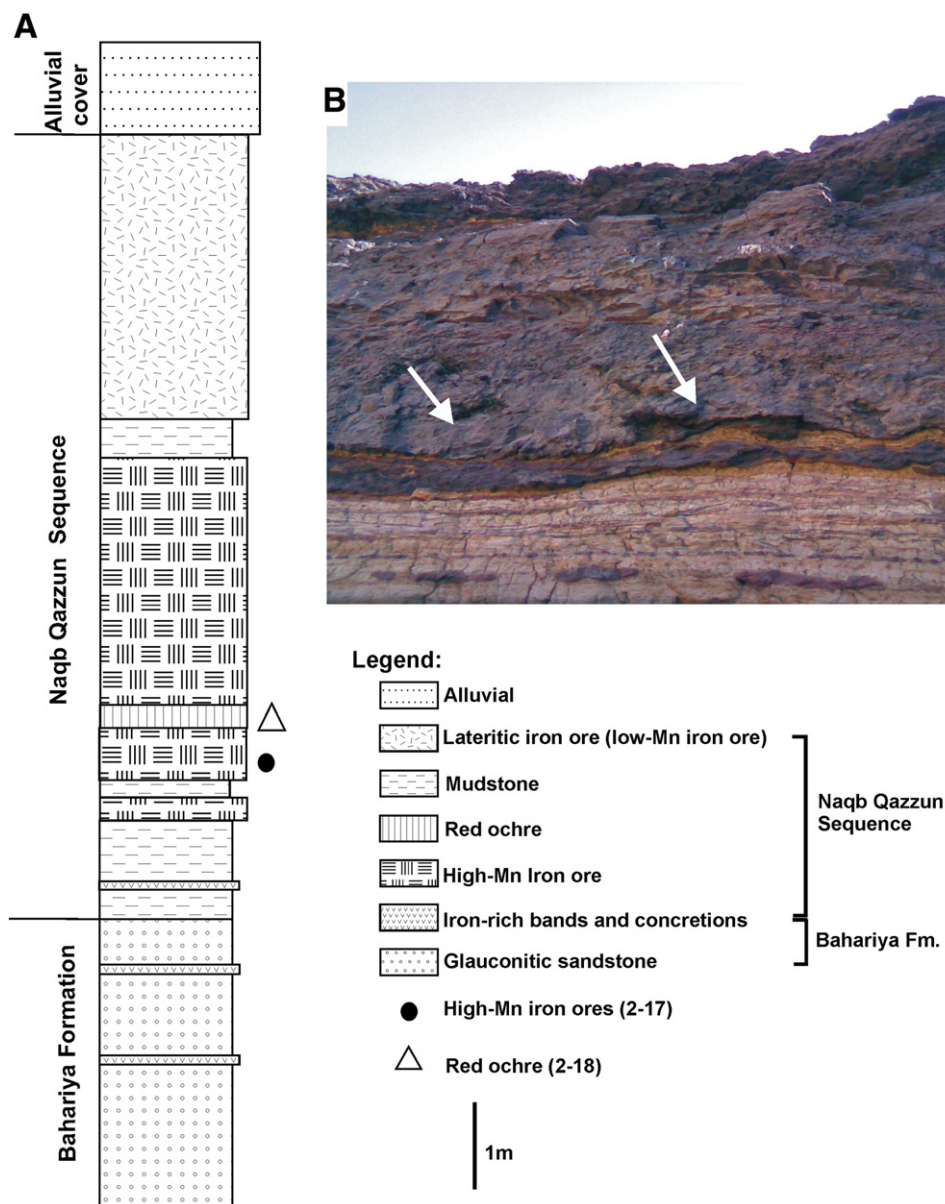 A
Alluvial
cover
Naqb Qazzun Sequence
Bahariya Formation
B
Legend:
Alluvial
Lateritic iron ore (low-Mn iron ore)
Mudstone
Red ochre
High-Mn Iron ore
Iron-rich bands and concretions
Glauconitic sandstone
Naqb Qazzun
Sequence
Bahariya Fm.
High-Mn iron ores (2-17)
Red ochre (2-18)
1m